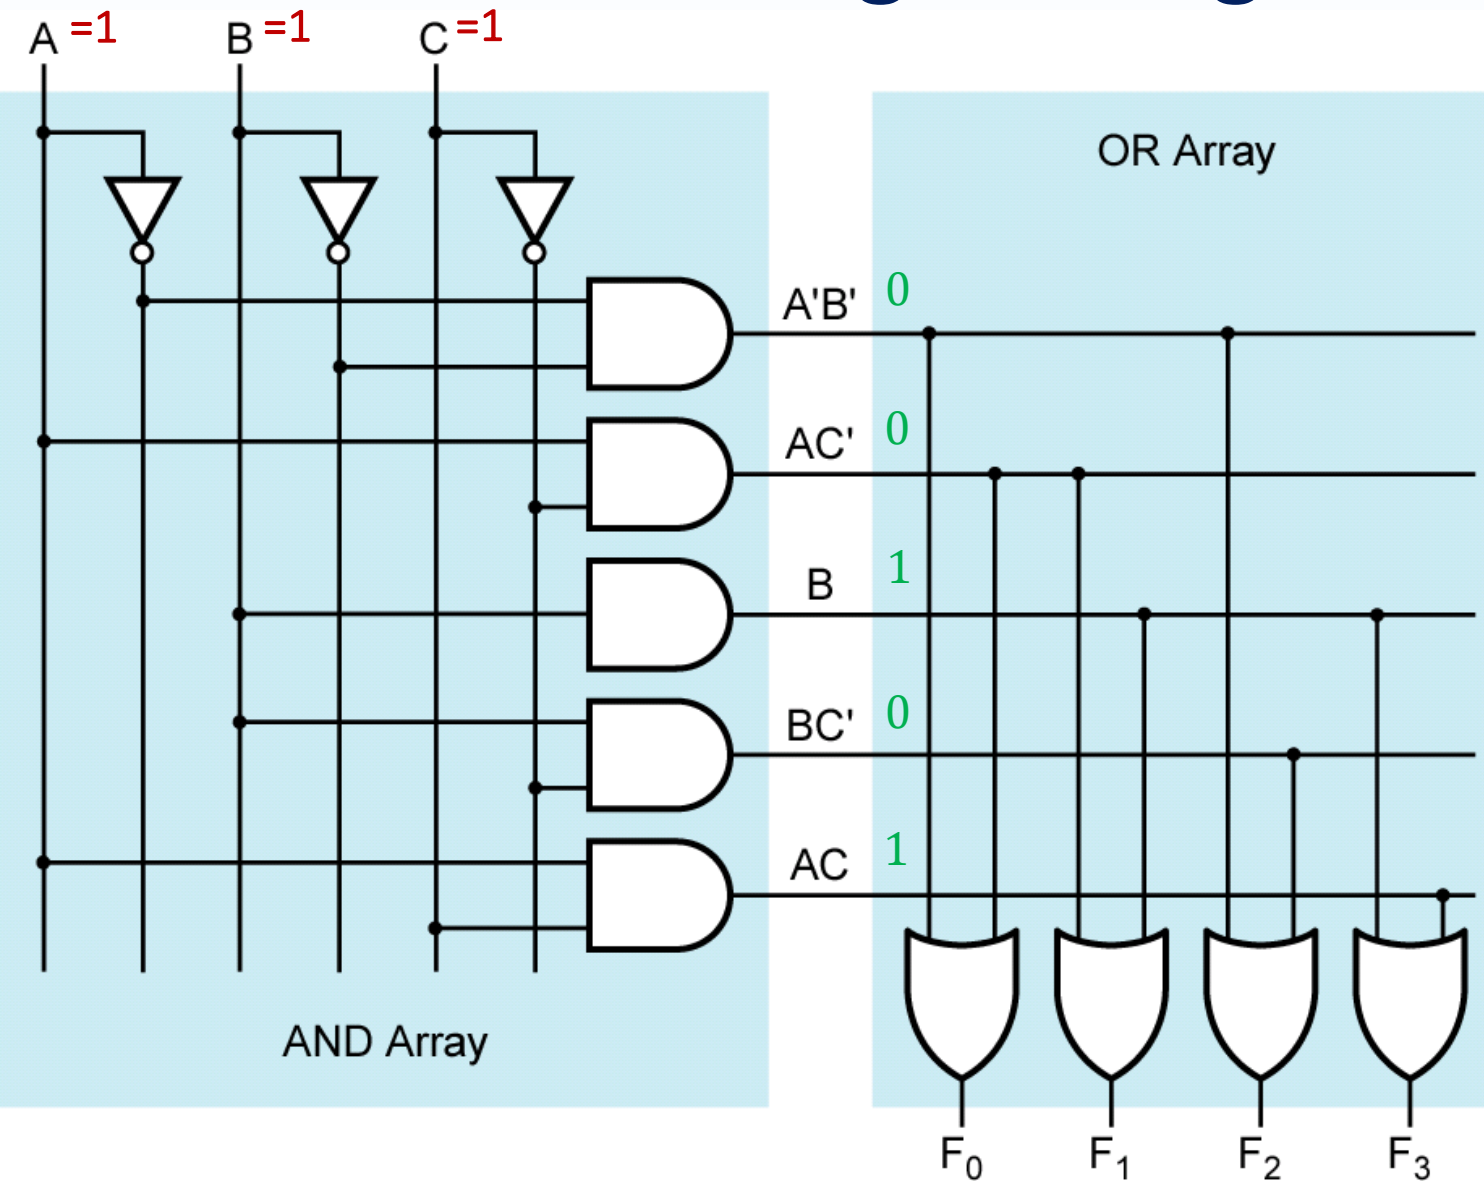 A =1 B =1 C =1
OR Array
A'B' 0
AC' 0
B 1
BC' 0
AC 1
AND Array
F0 F1 F2 F3